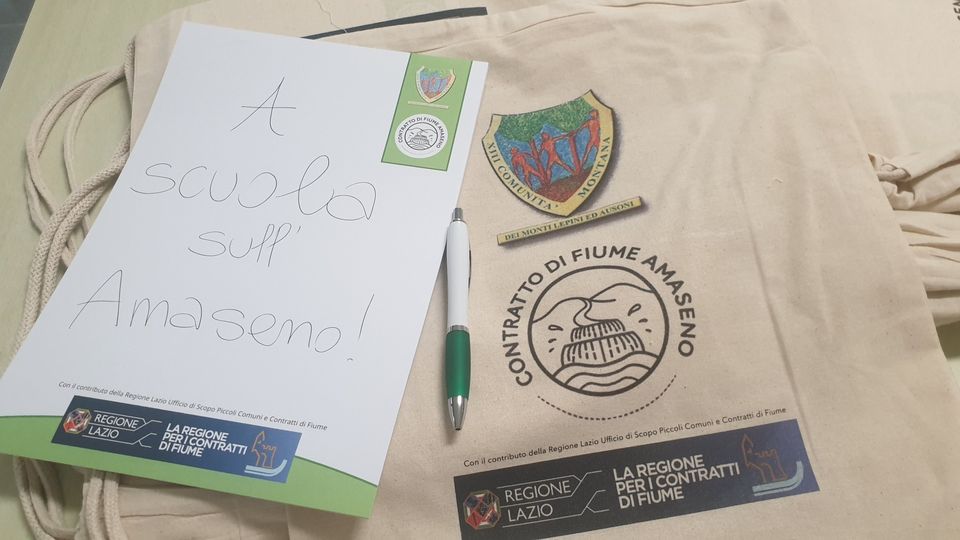 A
scuola
sull'
Amaseno!
CONTRATTO DI FIUME AMASENO
Con il contributo della Regione Lazio Ufficio di Scopo Piccoli Comuni e Contratti di Fiume
REGIONE
LAZIO
LA REGIONE
PER I CONTRATTI
DI FIUME
XIII COMUNITA' MONTANA
DEI MONTI LEPINI ED AUSONI
CONTRATTO DI FIUME AMASENO
Con il contributo della Regione Lazio Ufficio di Scopo Piccoli Comuni e Contratti di Fiume
REGIONE
LAZIO
LA REGIONE
PER I CONTRATTI
DI FIUME